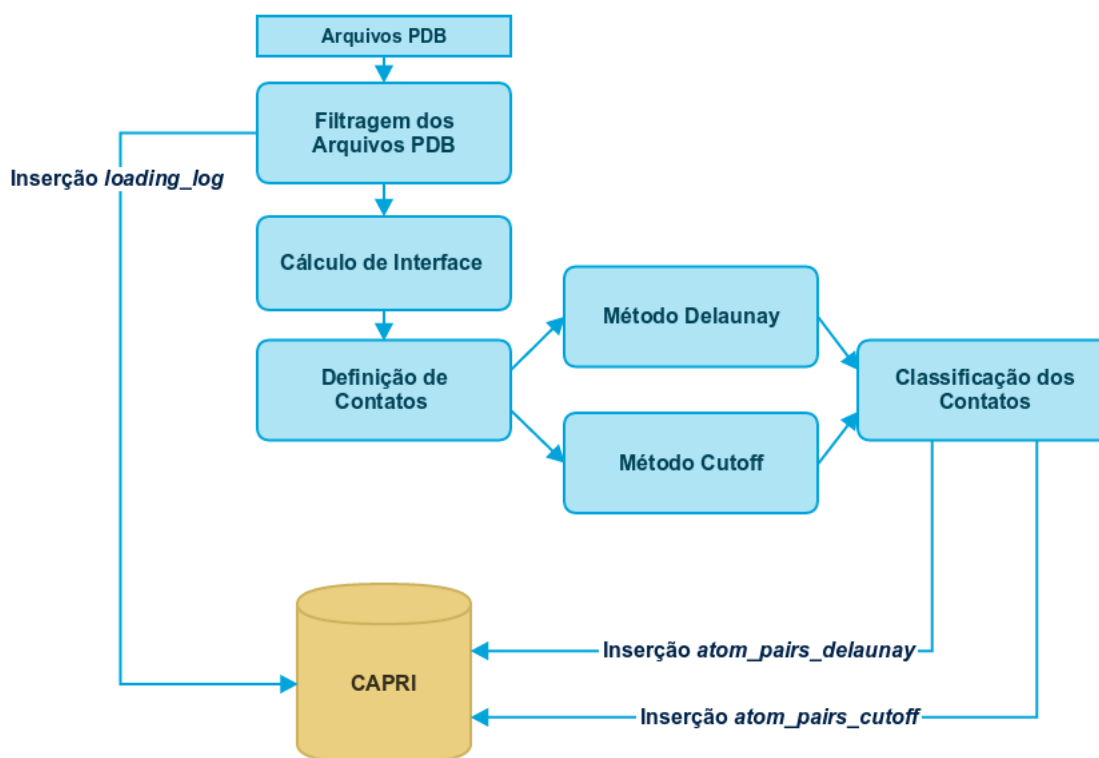 Arquivos PDB
Filtragem dos
Arquivos PDB
Inserção loading_log
Cálculo de Interface
Método Delaunay
Definição de
Contatos
Classificação dos
Contatos
Método Cutoff
Inserção atom_pairs_delaunay
CAPRI
Inserção atom_pairs_cutoff